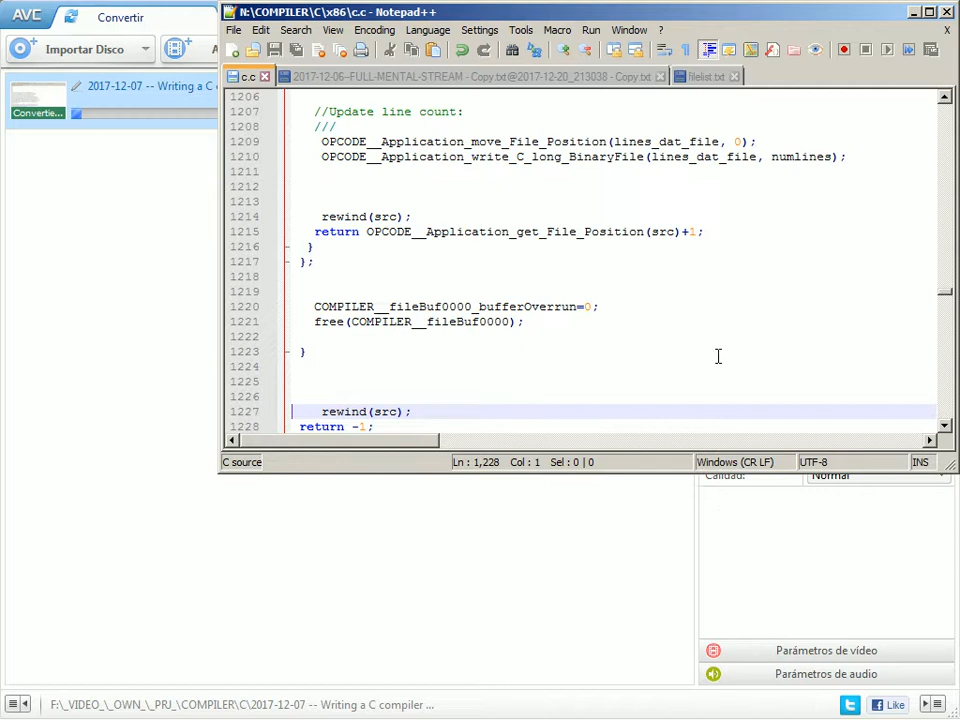 AVC Convertir
Importar Disco A
2017-12-07 -- Writing a C c
Convertie...
N:\COMPILER\C\x86\c.c - Notepad++
File Edit Search View Encoding Language Settings Tools Macro Run Window ? X
c.c 2017-12-06--FULL-MENTAL-STREAM - Copy.txt@2017-12-20_213038 - Copy.txt filelist.txt
1206
1207 //Update line count:
1208 ///
1209 OPCODE__Application_move_File_Position(lines_dat_file, 0);
1210 OPCODE__Application_write_C_long_BinaryFile(lines_dat_file, numlines);
1211
1212
1213
1214 rewind(src);
1215 return OPCODE__Application_get_File_Position(src)+1;
1216 }
1217 };
1218
1219
1220 COMPILER__fileBuf0000_bufferOverrun=0;
1221 free(COMPILER__fileBuf0000);
1222
1223 }
1224
1225
1226
1227 rewind(src);
1228 return -1;
C source Ln : 1,228 Col : 1 Sel : 0 | 0 Windows (CR LF) UTF-8 INS
Calidad: Normal
Parámetros de vídeo
Parámetros de audio
F:\_VIDEO_\_OWN_\_PRJ_\COMPILER\C\2017-12-07 -- Writing a C compiler ... Like